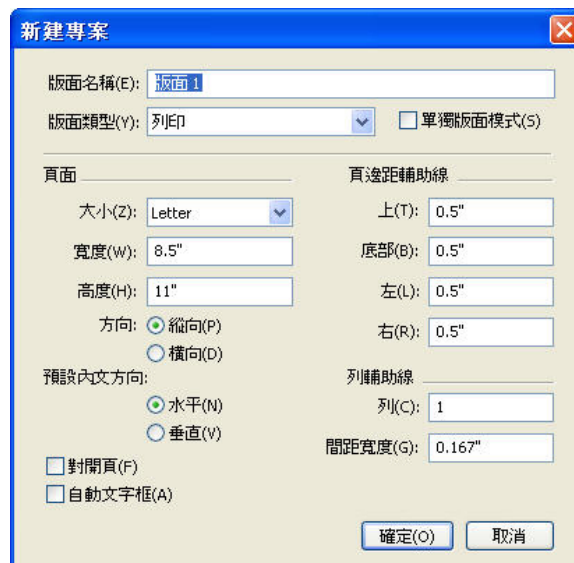 新建專案
版面名稱(E): 版面 1
版面類型(Y): 列印
單獨版面模式(S)
頁面
大小(Z): Letter
寬度(W): 8.5"
高度(H): 11"
方向: 縱向(P)
橫向(D)
預設內文方向:
水平(N)
垂直(V)
對開頁(F)
自動文字框(A)
頁邊距輔助線
上(T): 0.5"
底部(B): 0.5"
左(L): 0.5"
右(R): 0.5"
列輔助線
列(C): 1
間距寬度(G): 0.167"
確定(O)
取消